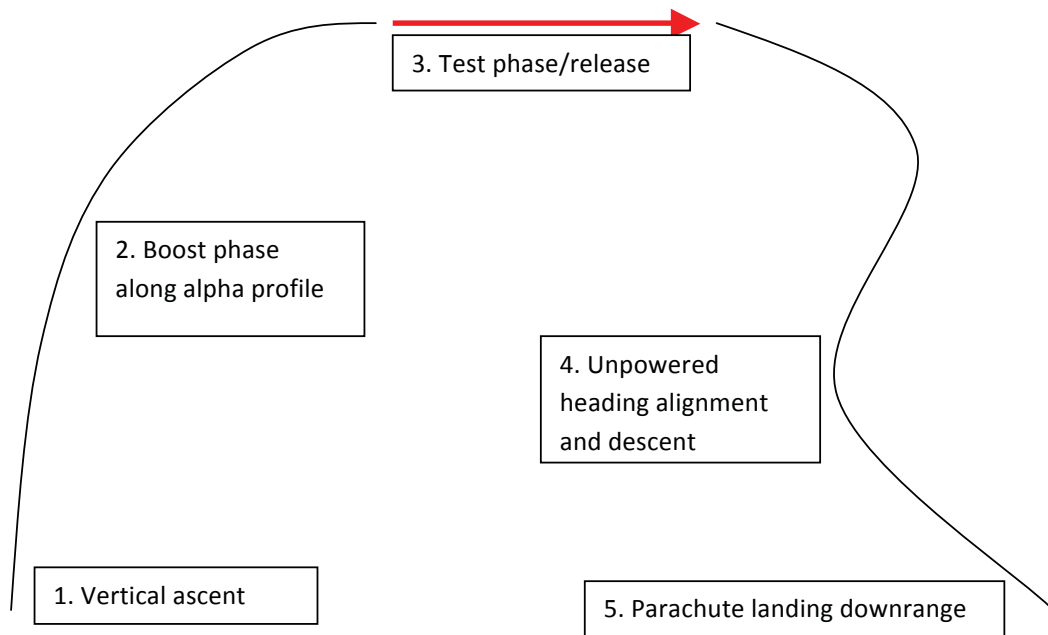 3. Test phase/release
2. Boost phase
along alpha profile
4. Unpowered
heading alignment
and descent
1. Vertical ascent
5. Parachute landing downrange